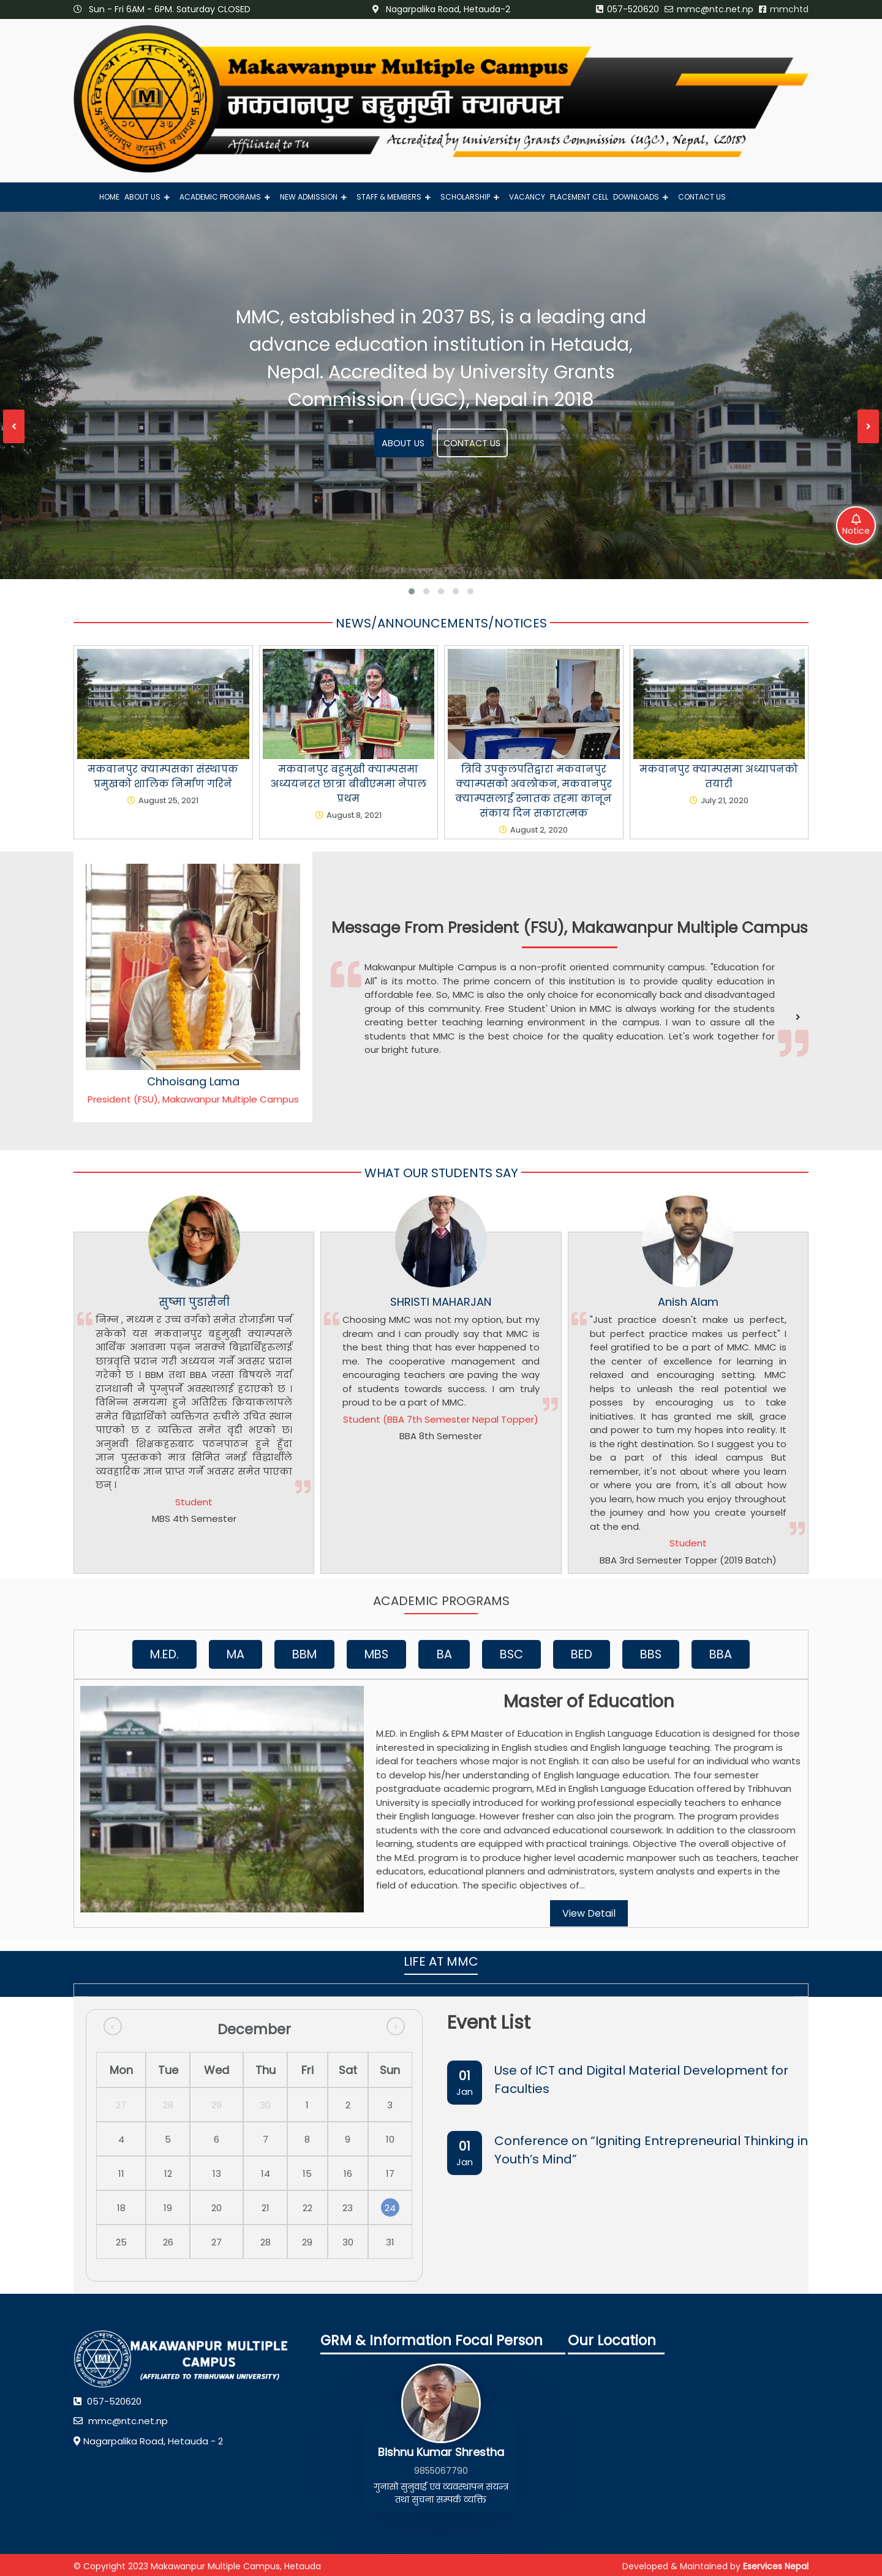 Sun - Fri 6AM - 6PM. Saturday CLOSED
Nagarpalika Road, Hetauda-2
057-520620 mmc@ntc.net.np mmchtd
Makawanpur Multiple Campus
मकवानपुर बहुमुखी क्याम्पस
Affiliated to TU
Accredited by University Grants Commission (UGC), Nepal, (2018)
HOME ABOUT US ACADEMIC PROGRAMS NEW ADMISSION STAFF & MEMBERS SCHOLARSHIP VACANCY PLACEMENT CELL DOWNLOADS CONTACT US
MMC, established in 2037 BS, is a leading and
advance education institution in Hetauda,
Nepal. Accredited by University Grants
Commission (UGC), Nepal in 2018
ABOUT US CONTACT US
LIBRARY
Notice
NEWS/ANNOUNCEMENTS/NOTICES
मकवानपुर क्याम्पसका संस्थापक
प्रमुखको शालिक निर्माण गरिने
August 25, 2021
मकवानपुर बहुमुखी क्याम्पसमा
अध्ययनरत छात्रा बीबीएममा नेपाल
प्रथम
August 8, 2021
त्रिवि उपकुलपतिद्वारा मकवानपुर
क्याम्पसको अवलोकन, मकवानपुर
क्याम्पसलाई स्नातक तहमा कानून
संकाय दिन सकारात्मक
August 2, 2020
मकवानपुर क्याम्पसमा अध्यापनको
तयारी
July 21, 2020
Chhoisang Lama
President (FSU), Makawanpur Multiple Campus
Message From President (FSU), Makawanpur Multiple Campus
Makwanpur Multiple Campus is a non-profit oriented community campus. "Education for
All" is its motto. The prime concern of this institution is to provide quality education in
affordable fee. So, MMC is also the only choice for economically back and disadvantaged
group of this community. Free Student' Union in MMC is always working for the students
creating better teaching learning environment in the campus. I wan to assure all the
students that MMC is the best choice for the quality education. Let's work together for
our bright future.
WHAT OUR STUDENTS SAY
सुष्मा पुडासैनी
निम्न , मध्यम र उच्च वर्गको समेत रोजाईमा पर्न
सकेको यस मकवानपुर बहुमुखी क्याम्पसले
आर्थिक अभावमा पढ्न नसक्ने बिद्धार्थिहरुलाई
छात्रवृत्ति प्रदान गरी अध्ययन गर्ने अवसर प्रदान
गरेको छ । BBM तथा BBA जस्ता बिषयले गर्दा
राजधानी नै पुग्नुपर्ने अवस्थालाई हटाएको छ ।
विभिन्न समयमा हुने अतिरिक्त क्रियाकलापले
समेत बिद्धार्थिको व्यक्तिगत रुचीले उचित स्थान
पाएको छ र व्यक्तित्व समेत वृद्दी भएको छ।
अनुभवी शिक्षकहरुबाट पठनपाठन हुने हुँदा
ज्ञान पुस्तकको मात्र सिमित नभई विद्धार्थीले
व्यवहारिक ज्ञान प्राप्त गर्ने अवसर समेत पाएका
छन् ।
Student
MBS 4th Semester
SHRISTI MAHARJAN
Choosing MMC was not my option, but my
dream and I can proudly say that MMC is
the best thing that has ever happened to
me. The cooperative management and
encouraging teachers are paving the way
of students towards success. I am truly
proud to be a part of MMC.
Student (BBA 7th Semester Nepal Topper)
BBA 8th Semester
Anish Alam
"Just practice doesn't make us perfect,
but perfect practice makes us perfect" I
feel gratified to be a part of MMC. MMC is
the center of excellence for learning in
relaxed and encouraging setting. MMC
helps to unleash the real potential we
posses by encouraging us to take
initiatives. It has granted me skill, grace
and power to turn my hopes into reality. It
is the right destination. So I suggest you to
be a part of this ideal campus But
remember, it's not about where you learn
or where you are from, it's all about how
you learn, how much you enjoy throughout
the journey and how you create yourself
at the end.
Student
BBA 3rd Semester Topper (2019 Batch)
ACADEMIC PROGRAMS
M.ED. MA BBM MBS BA BSC BED BBS BBA
Master of Education
M.ED. in English & EPM Master of Education in English Language Education is designed for those
interested in specializing in English studies and English language teaching. The program is
ideal for teachers whose major is not English. It can also be useful for an individual who wants
to develop his/her understanding of English language education. The four semester
postgraduate academic program, M.Ed in English Language Education offered by Tribhuvan
University is specially introduced for working professional especially teachers to enhance
their English language. However fresher can also join the program. The program provides
students with the core and advanced educational coursework. In addition to the classroom
learning, students are equipped with practical trainings. Objective The overall objective of
the M.Ed. program is to produce higher level academic manpower such as teachers, teacher
educators, educational planners and administrators, system analysts and experts in the
field of education. The specific objectives of...
View Detail
LIFE AT MMC
December
Mon Tue Wed Thu Fri Sat Sun
27 28 29 30 1 2 3
4 5 6 7 8 9 10
11 12 13 14 15 16 17
18 19 20 21 22 23 24
25 26 27 28 29 30 31
Event List
01
Jan
Use of ICT and Digital Material Development for
Faculties
01
Jan
Conference on “Igniting Entrepreneurial Thinking in
Youth’s Mind”
MAKAWANPUR MULTIPLE
CAMPUS
(AFFILIATED TO TRIBHUWAN UNIVERSITY)
057-520620
mmc@ntc.net.np
Nagarpalika Road, Hetauda - 2
GRM & Information Focal Person
Bishnu Kumar Shrestha
9855067790
गुनासो सुनुवाई एवं व्यवस्थापन संयन्त्र
तथा सुचना सम्पर्क व्यक्ति
Our Location
© Copyright 2023 Makawanpur Multiple Campus, Hetauda
Developed & Maintained by Eservices Nepal